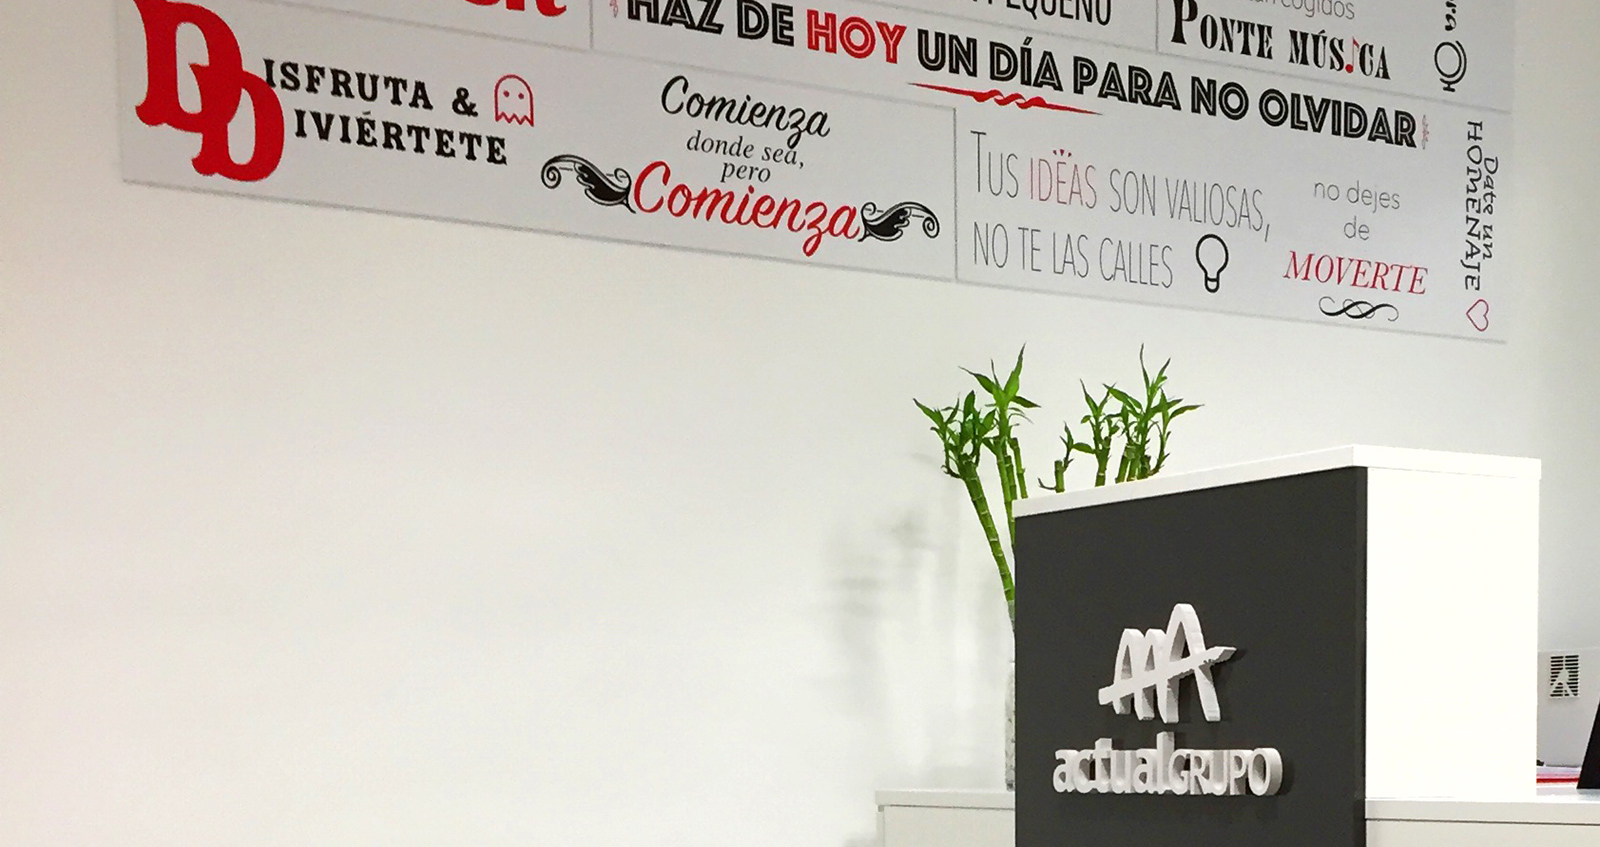 PEQUEÑO
PONTE MÚSICA
HAZ DE HOY UN DÍA PARA NO OLVIDAR
DISFRUTA &
DIVIÉRTETE
Comienza
donde sea,
pero
Comienza
TUS IDEAS SON VALIOSAS,
NO TE LAS CALLES
no dejes
de
MOVERTE
Date un
HOMENAJE
actualGRUPO